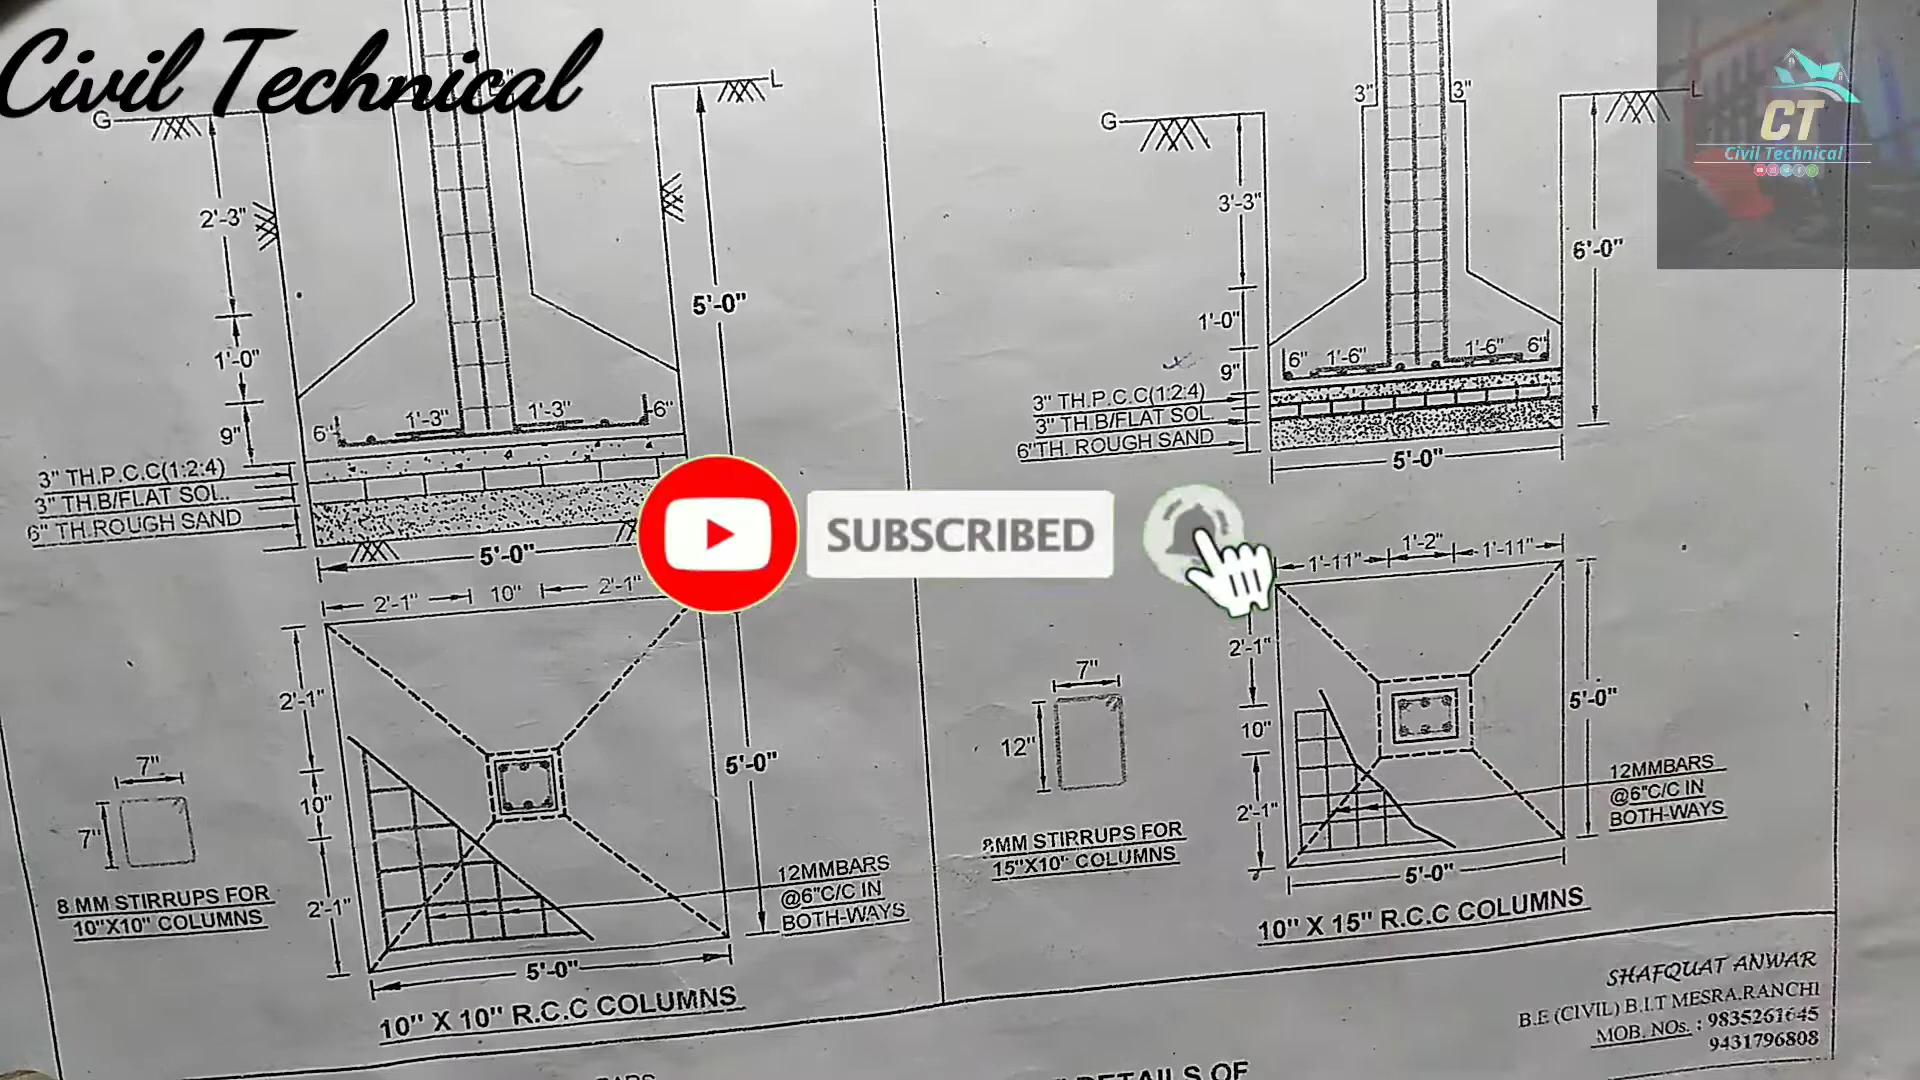 Civil Technical
CT
Civil Technical
G
L
2'-3"
1'-0"
9"
5'-0"
6"
1'-3"
1'-3"
6"
3" TH.P.C.C(1:2:4)
3" TH.B/FLAT SOL.
6" TH.ROUGH SAND
5'-0"
2'-1"
10"
2'-1"
2'-1"
10"
2'-1"
5'-0"
5'-0"
7"
7"
8 MM STIRRUPS FOR
10"X10" COLUMNS
12MMBARS
@6"C/C IN
BOTH-WAYS
10" X 10" R.C.C COLUMNS
G
L
3"
3"
3'-3"
1'-0"
9"
6'-0"
6"
1'-6"
1'-6"
6"
3" TH.P.C.C(1:2:4)
3" TH.B/FLAT SOL.
6"TH. ROUGH SAND
5'-0"
SUBSCRIBED
1'-11"
1'-2"
1'-11"
2'-1"
10"
2'-1"
5'-0"
5'-0"
7"
12"
8MM STIRRUPS FOR
15"X10" COLUMNS
12MMBARS
@6"C/C IN
BOTH-WAYS
10" X 15" R.C.C COLUMNS
SHAFQUAT ANWAR
B.E (CIVIL) B.I.T MESRA.RANCHI
MOB. NOs. : 9835261645
9431796808
DETAILS OF